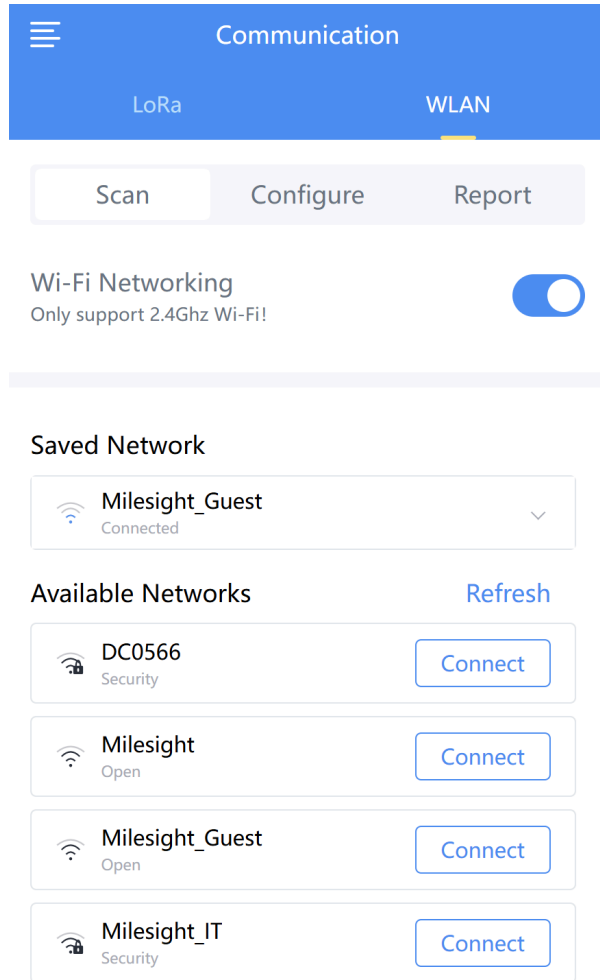 Communication
LoRa WLAN
Scan Configure Report
Wi-Fi Networking
Only support 2.4Ghz Wi-Fi!
Saved Network
Milesight_Guest
Connected
Available Networks Refresh
DC0566
Security
Connect
Milesight
Open
Connect
Milesight_Guest
Open
Connect
Milesight_IT
Security
Connect